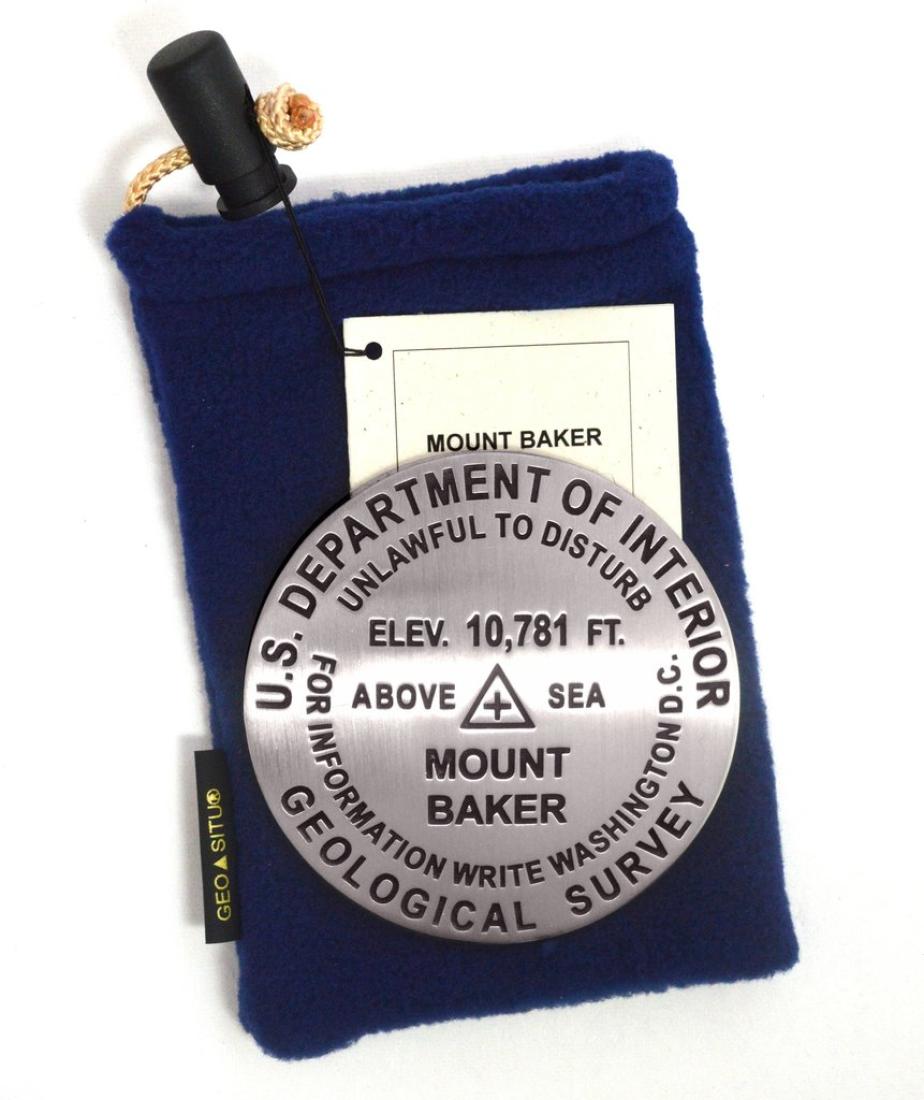 MOUNT BAKER
U.S. DEPARTMENT OF INTERIOR
UNLAWFUL TO DISTURB
ELEV. 10,781 FT.
ABOVE SEA
MOUNT
BAKER
FOR INFORMATION WRITE WASHINGTON D.C.
GEOLOGICAL SURVEY
GEO▲SITU®